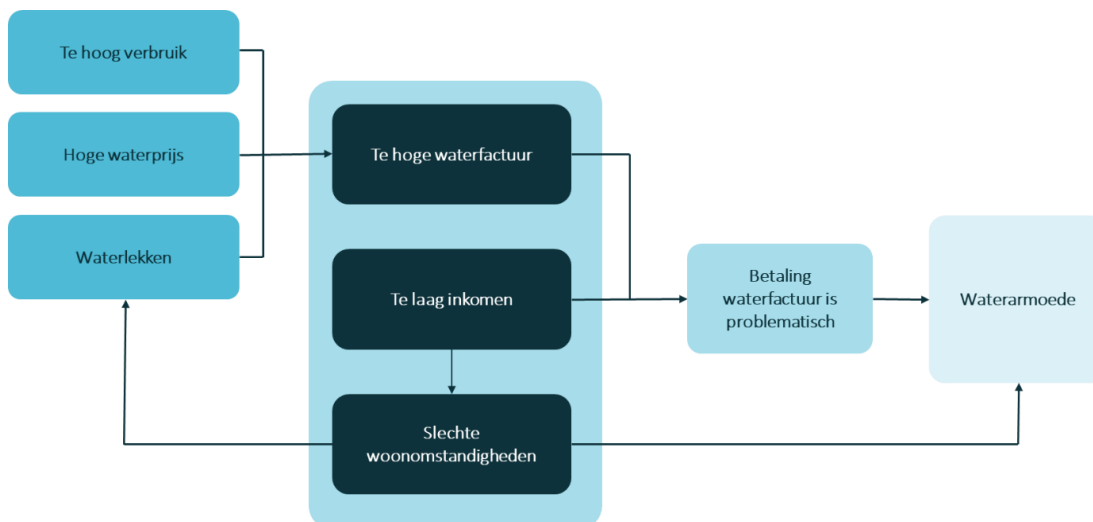 Te hoog verbruik
Hoge waterprijs
Waterlekken
Te hoge waterfactuur
Te laag inkomen
Slechte
woonomstandigheden
Betaling
waterfactuur is
problematisch
Waterarmoede